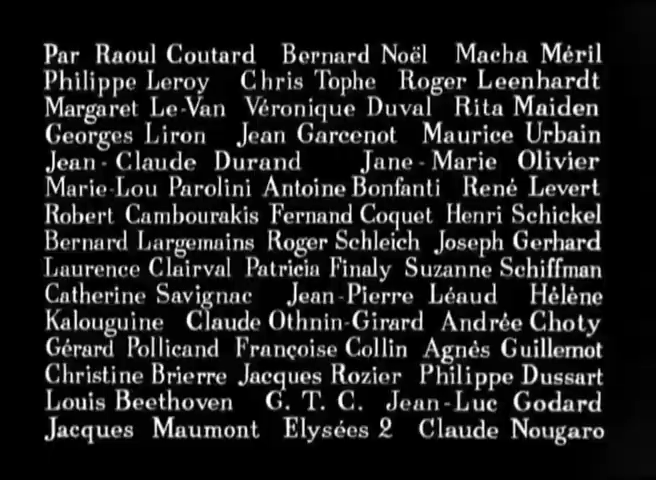 Par Raoul Coutard Bernard Noël Macha Méril
Philippe Leroy Chris Tophe Roger Leenhardt
Margaret Le-Van Véronique Duval Rita Maiden
Georges Liron Jean Garcenot Maurice Urbain
Jean-Claude Durand Jane-Marie Olivier
Marie-Lou Parolini Antoine Bonfanti René Levert
Robert Cambourakis Fernand Coquet Henri Schickel
Bernard Largemains Roger Schleich Joseph Gerhard
Laurence Clairval Patricia Finaly Suzanne Schiffman
Catherine Savignac Jean-Pierre Léaud Hélène
Kalouguine Claude Othnin-Girard Andrée Choty
Gérard Pollicand Françoise Collin Agnès Guillemot
Christine Brierre Jacques Rozier Philippe Dussart
Louis Beethoven G. T. C. Jean-Luc Godard
Jacques Maumont Elysées 2 Claude Nougaro